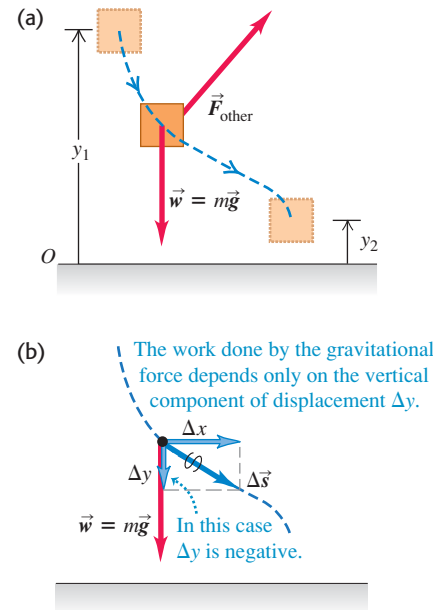 (a)
F⃗other
y1
w⃗ = mg⃗
y2
O
(b)
The work done by the gravitational
force depends only on the vertical
component of displacement Δy.
Δx
Δy
Δs⃗
w⃗ = mg⃗
In this case
Δy is negative.